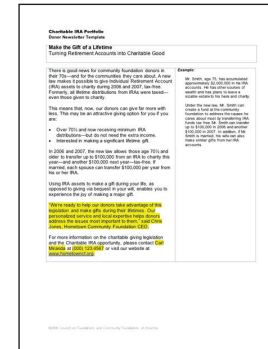 Charitable IRA Portfolio
Donor Newsletter Template
Make the Gift of a Lifetime
Turning Retirement Accounts into Charitable Good
There is good news for community foundation donors in
their 70s—and for the communities they care about. A new
law makes it possible to give Individual Retirement Account
(IRA) assets to charity during 2006 and 2007, tax-free.
Formerly, all lifetime distributions from IRAs were taxed—
even those given to charity.
This means that, now, our donors can give far more with
less. This may be an attractive giving option for you if you
are:
• Over 70½ and now receiving minimum IRA
distributions—but do not need the extra income.
• Interested in making a significant lifetime gift.
In 2006 and 2007, the new law allows those age 70½ and
older to transfer up to $100,000 from an IRA to charity this
year—and another $100,000 next year—tax-free. If
married, each spouse can transfer $100,000 per year from
his or her IRA.
Using IRA assets to make a gift during your life, as
opposed to giving via bequest in your will, enables you to
experience the joy of making a major gift.
"We're ready to help our donors take advantage of this
legislation and make gifts during their lifetimes. Our
personalized service and local expertise helps donors
address the issues most important to them," said Chris
Jones, Hometown Community Foundation CEO.
For more information on the charitable giving legislation
and the Charitable IRA opportunity, please contact Carl
Miranda at (000) 123-4567 or visit our website at
www.hometowncf.org.
Example:
Mr. Smith, age 75, has accumulated
approximately $2,000,000 in his IRA
accounts. He has other sources of
wealth and has plans to leave a
sizable estate to his heirs and charity.
Under the new law, Mr. Smith can
create a fund at the community
foundation to address the causes he
cares about most by transferring IRA
funds tax free. Mr. Smith can transfer
up to $100,000 in 2006 and another
$100,000 in 2007. In addition, if Mr.
Smith is married, his wife can also
make similar gifts from her IRA
accounts.